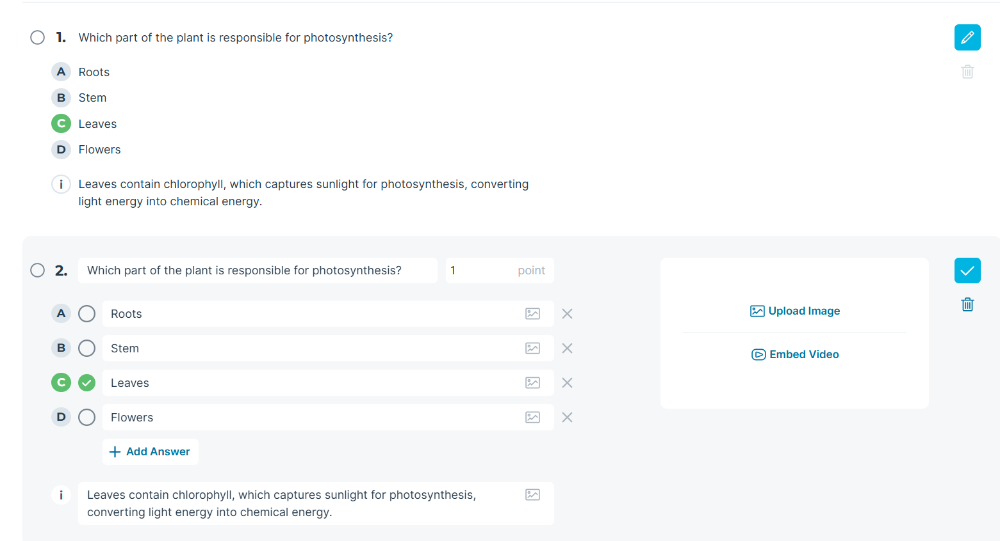 1. Which part of the plant is responsible for photosynthesis?
A Roots
B Stem
C Leaves
D Flowers
i Leaves contain chlorophyll, which captures sunlight for photosynthesis, converting
light energy into chemical energy.
2. Which part of the plant is responsible for photosynthesis? 1 point
A Roots
B Stem
C Leaves
D Flowers
Add Answer
i Leaves contain chlorophyll, which captures sunlight for photosynthesis,
converting light energy into chemical energy.
Upload Image
Embed Video